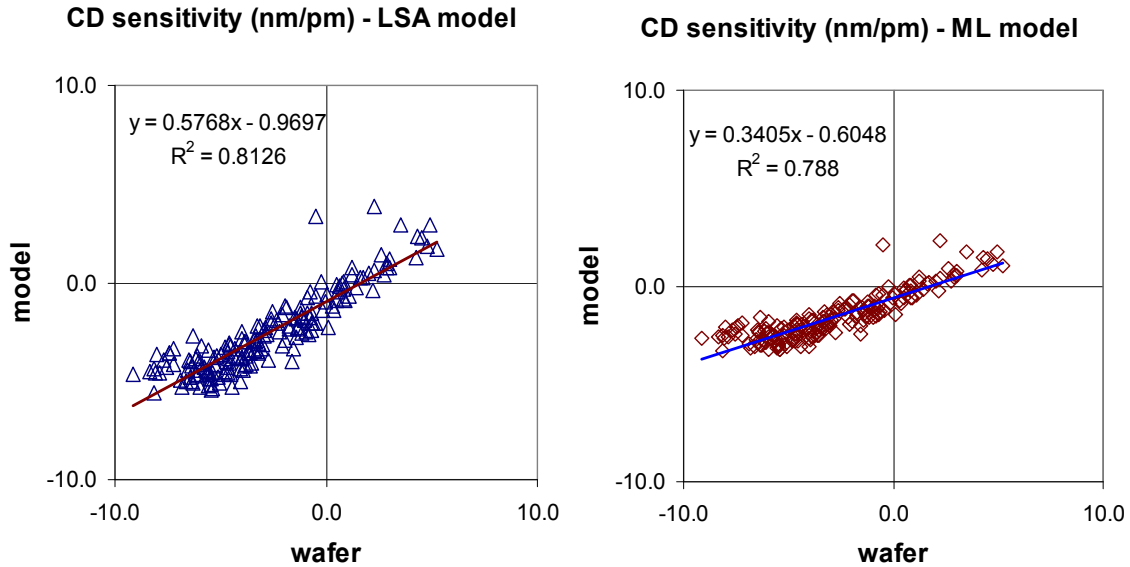 CD sensitivity (nm/pm) - LSA model
10.0
y = 0.5768x - 0.9697
R² = 0.8126
model
0.0
-10.0
-10.0 0.0 10.0
wafer
CD sensitivity (nm/pm) - ML model
10.0
y = 0.3405x - 0.6048
R² = 0.788
model
0.0
-10.0
-10.0 0.0 10.0
wafer